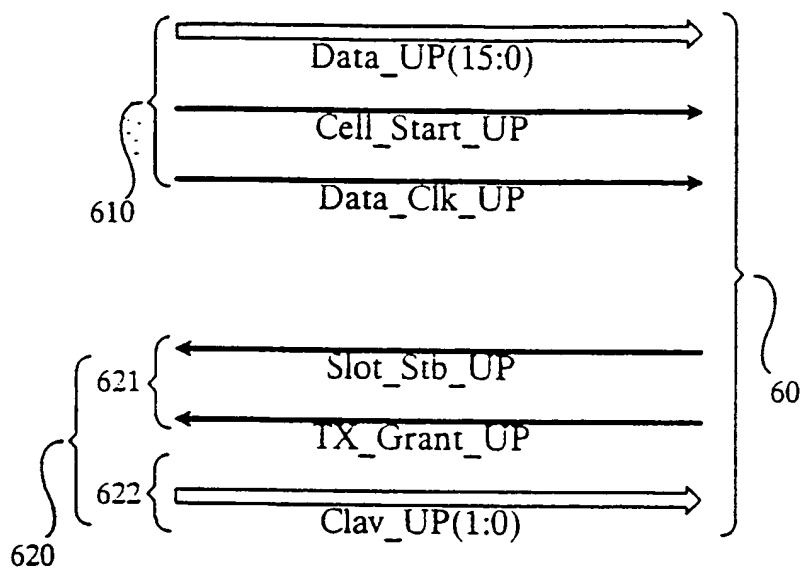 Data_UP(15:0)
Cell_Start_UP
610
Data_Clk_UP
60
Slot_Stb_UP
621
TX_Grant_UP
622
Clav_UP(1:0)
620